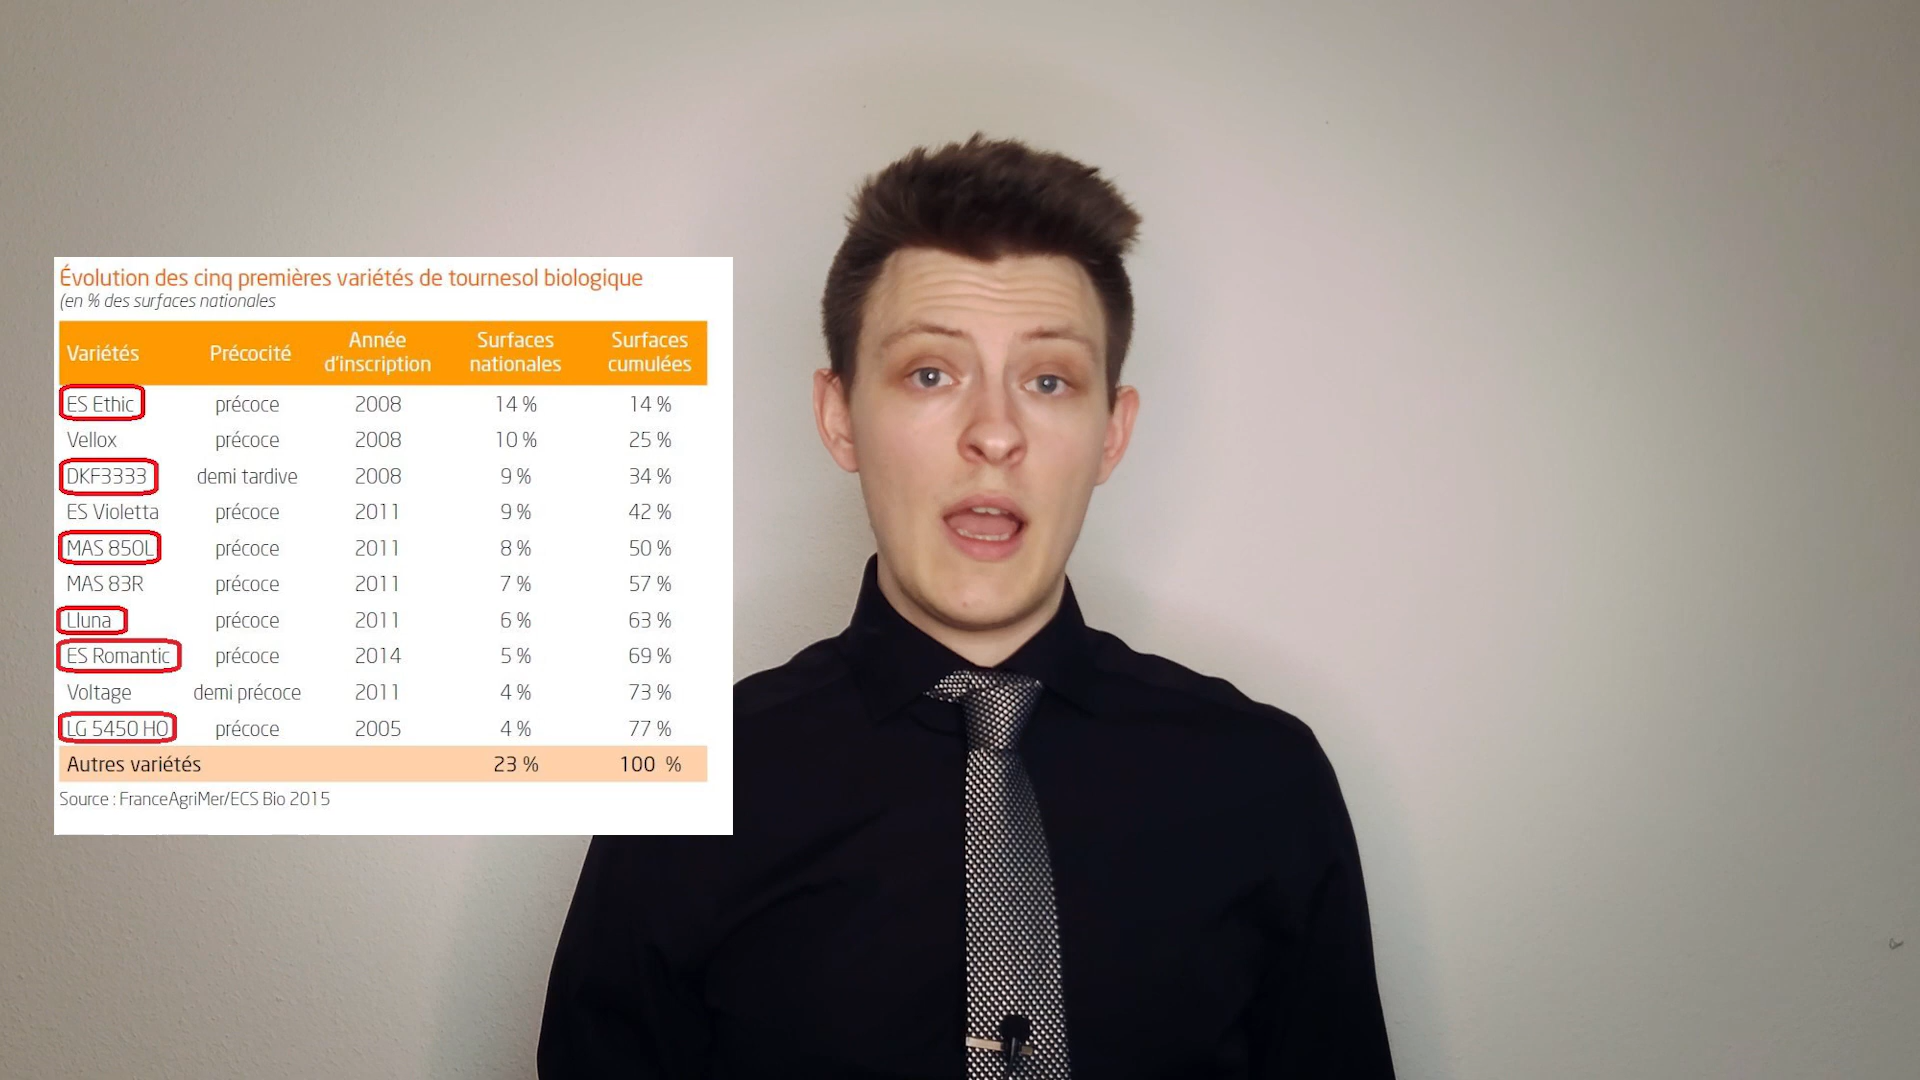 Évolution des cinq premières variétés de tournesol biologique
(en % des surfaces nationales
Variétés Précocité Année d'inscription Surfaces nationales Surfaces cumulées
ES Ethic précoce 2008 14 % 14 %
Vellox précoce 2008 10 % 25 %
DKF3333 demi tardive 2008 9 % 34 %
ES Violetta précoce 2011 9 % 42 %
MAS 850L précoce 2011 8 % 50 %
MAS 83R précoce 2011 7 % 57 %
Lluna précoce 2011 6 % 63 %
ES Romantic précoce 2014 5 % 69 %
Voltage demi précoce 2011 4 % 73 %
LG 5450 HO précoce 2005 4 % 77 %
Autres variétés 23 % 100 %
Source : FranceAgriMer/ECS Bio 2015